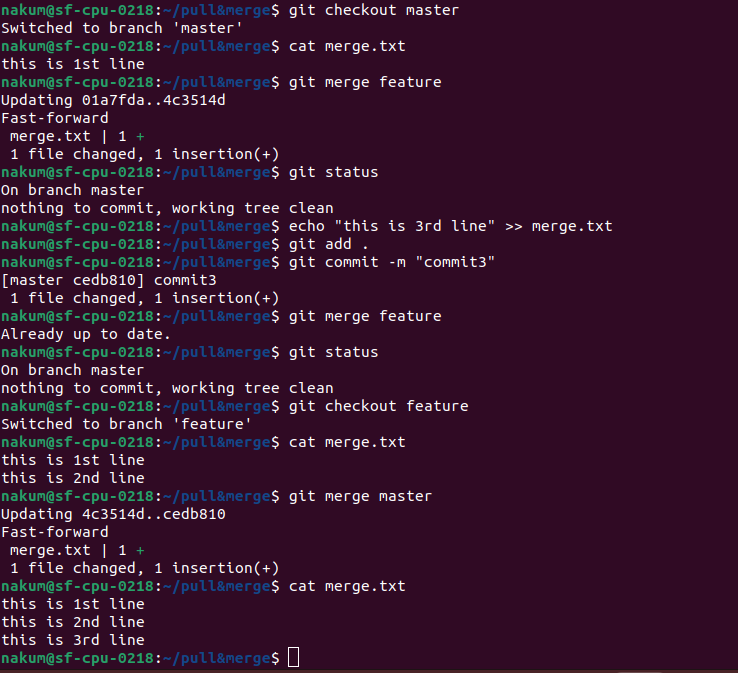 nakum@sf-cpu-0218:~/pull&merge$ git checkout master
Switched to branch 'master'
nakum@sf-cpu-0218:~/pull&merge$ cat merge.txt
this is 1st line
nakum@sf-cpu-0218:~/pull&merge$ git merge feature
Updating 01a7fda..4c3514d
Fast-forward
 merge.txt | 1 +
 1 file changed, 1 insertion(+)
nakum@sf-cpu-0218:~/pull&merge$ git status
On branch master
nothing to commit, working tree clean
nakum@sf-cpu-0218:~/pull&merge$ echo "this is 3rd line" >> merge.txt
nakum@sf-cpu-0218:~/pull&merge$ git add .
nakum@sf-cpu-0218:~/pull&merge$ git commit -m "commit3"
[master cedb810] commit3
 1 file changed, 1 insertion(+)
nakum@sf-cpu-0218:~/pull&merge$ git merge feature
Already up to date.
nakum@sf-cpu-0218:~/pull&merge$ git status
On branch master
nothing to commit, working tree clean
nakum@sf-cpu-0218:~/pull&merge$ git checkout feature
Switched to branch 'feature'
nakum@sf-cpu-0218:~/pull&merge$ cat merge.txt
this is 1st line
this is 2nd line
nakum@sf-cpu-0218:~/pull&merge$ git merge master
Updating 4c3514d..cedb810
Fast-forward
 merge.txt | 1 +
 1 file changed, 1 insertion(+)
nakum@sf-cpu-0218:~/pull&merge$ cat merge.txt
this is 1st line
this is 2nd line
this is 3rd line
nakum@sf-cpu-0218:~/pull&merge$